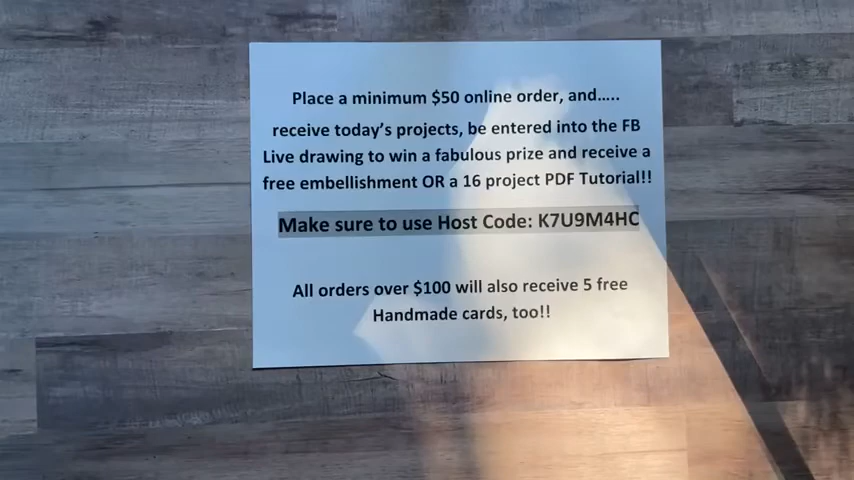 Place a minimum $50 online order, and.....
receive today's projects, be entered into the FB
Live drawing to win a fabulous prize and receive a
free embellishment OR a 16 project PDF Tutorial!!
Make sure to use Host Code: K7U9M4HC
All orders over $100 will also receive 5 free
Handmade cards, too!!